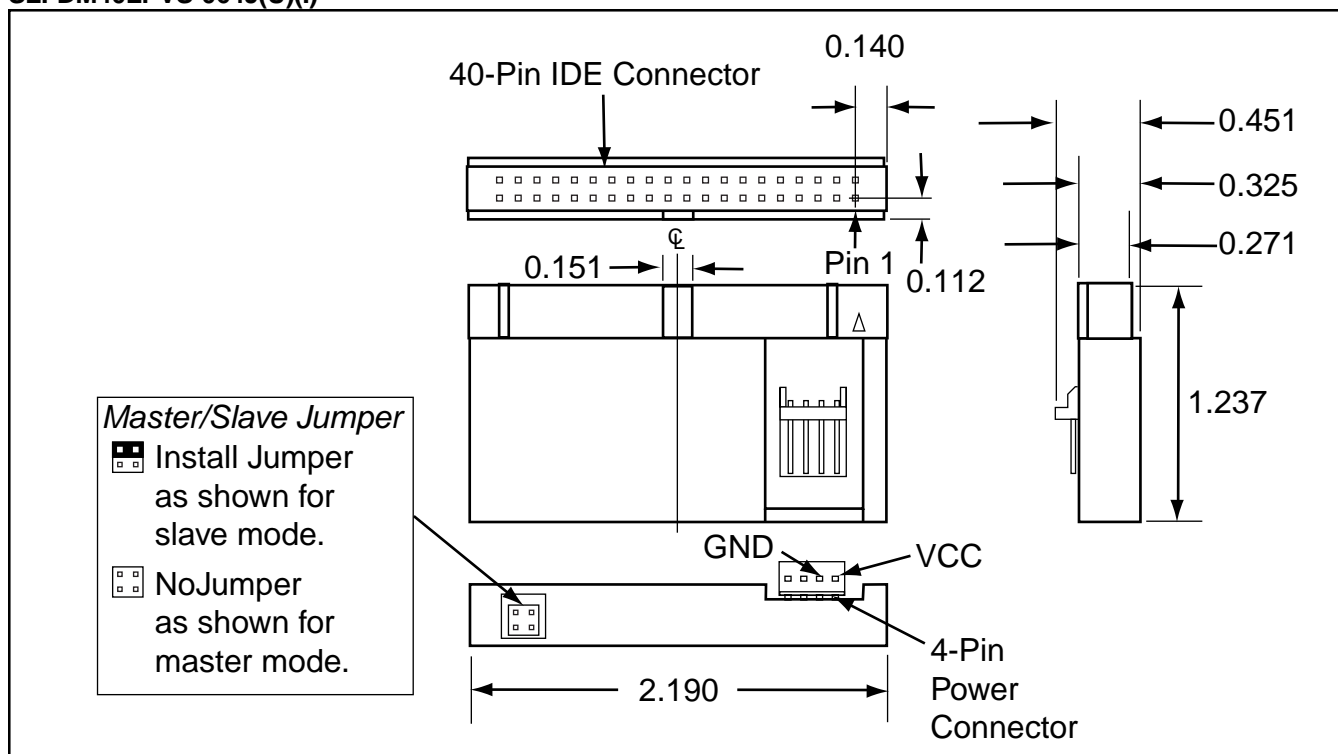 0.140
40-Pin IDE Connector
0.451
0.325
0.271
℄
0.151
Pin 1
0.112
1.237
Master/Slave Jumper
Install Jumper
as shown for
slave mode.
NoJumper
as shown for
master mode.
GND
VCC
4-Pin
Power
Connector
2.190